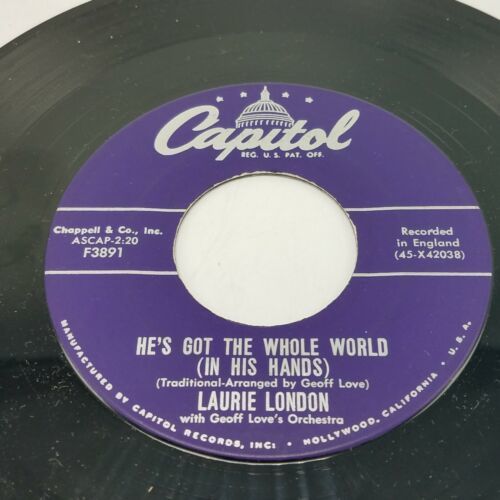 Capitol
REG. U. S. PAT. OFF.
Chappell & Co., Inc.
ASCAP-2:20
F3891
Recorded
in England
(45-X42038)
HE'S GOT THE WHOLE WORLD
(IN HIS HANDS)
(Traditional-Arranged by Geoff Love)
LAURIE LONDON
with Geoff Love's Orchestra
MANUFACTURED BY CAPITOL RECORDS, INC: • HOLLYWOOD, CALIFORNIA • U.S.A.